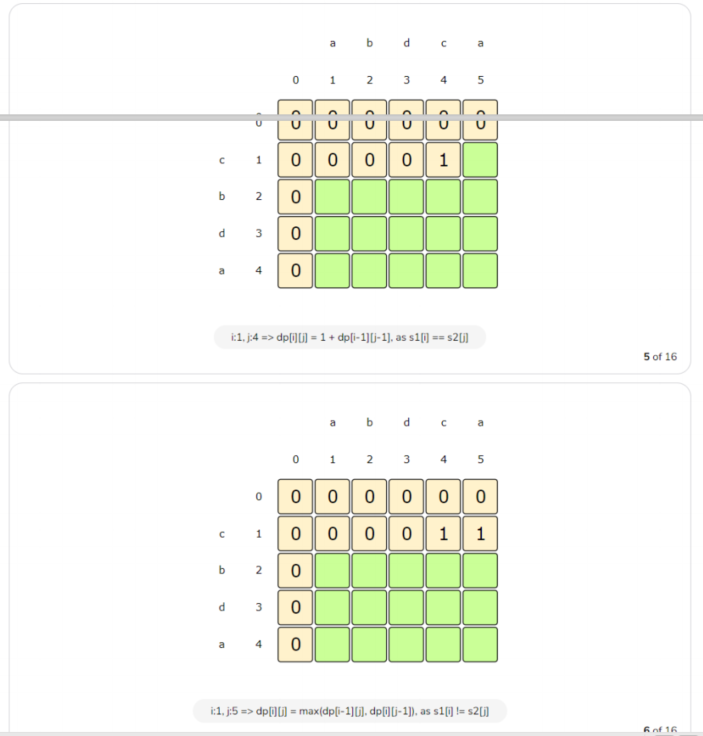 a b d c a
0 1 2 3 4 5
0 0 0 0 0 0 0
c 1 0 0 0 0 1
b 2 0
d 3 0
a 4 0
i:1, j:4 => dp[i][j] = 1 + dp[i-1][j-1], as s1[i] == s2[j]
5 of 16
a b d c a
0 1 2 3 4 5
0 0 0 0 0 0 0
c 1 0 0 0 0 1 1
b 2 0
d 3 0
a 4 0
i:1, j:5 => dp[i][j] = max(dp[i-1][j], dp[i][j-1]), as s1[i] != s2[j]
6 of 16